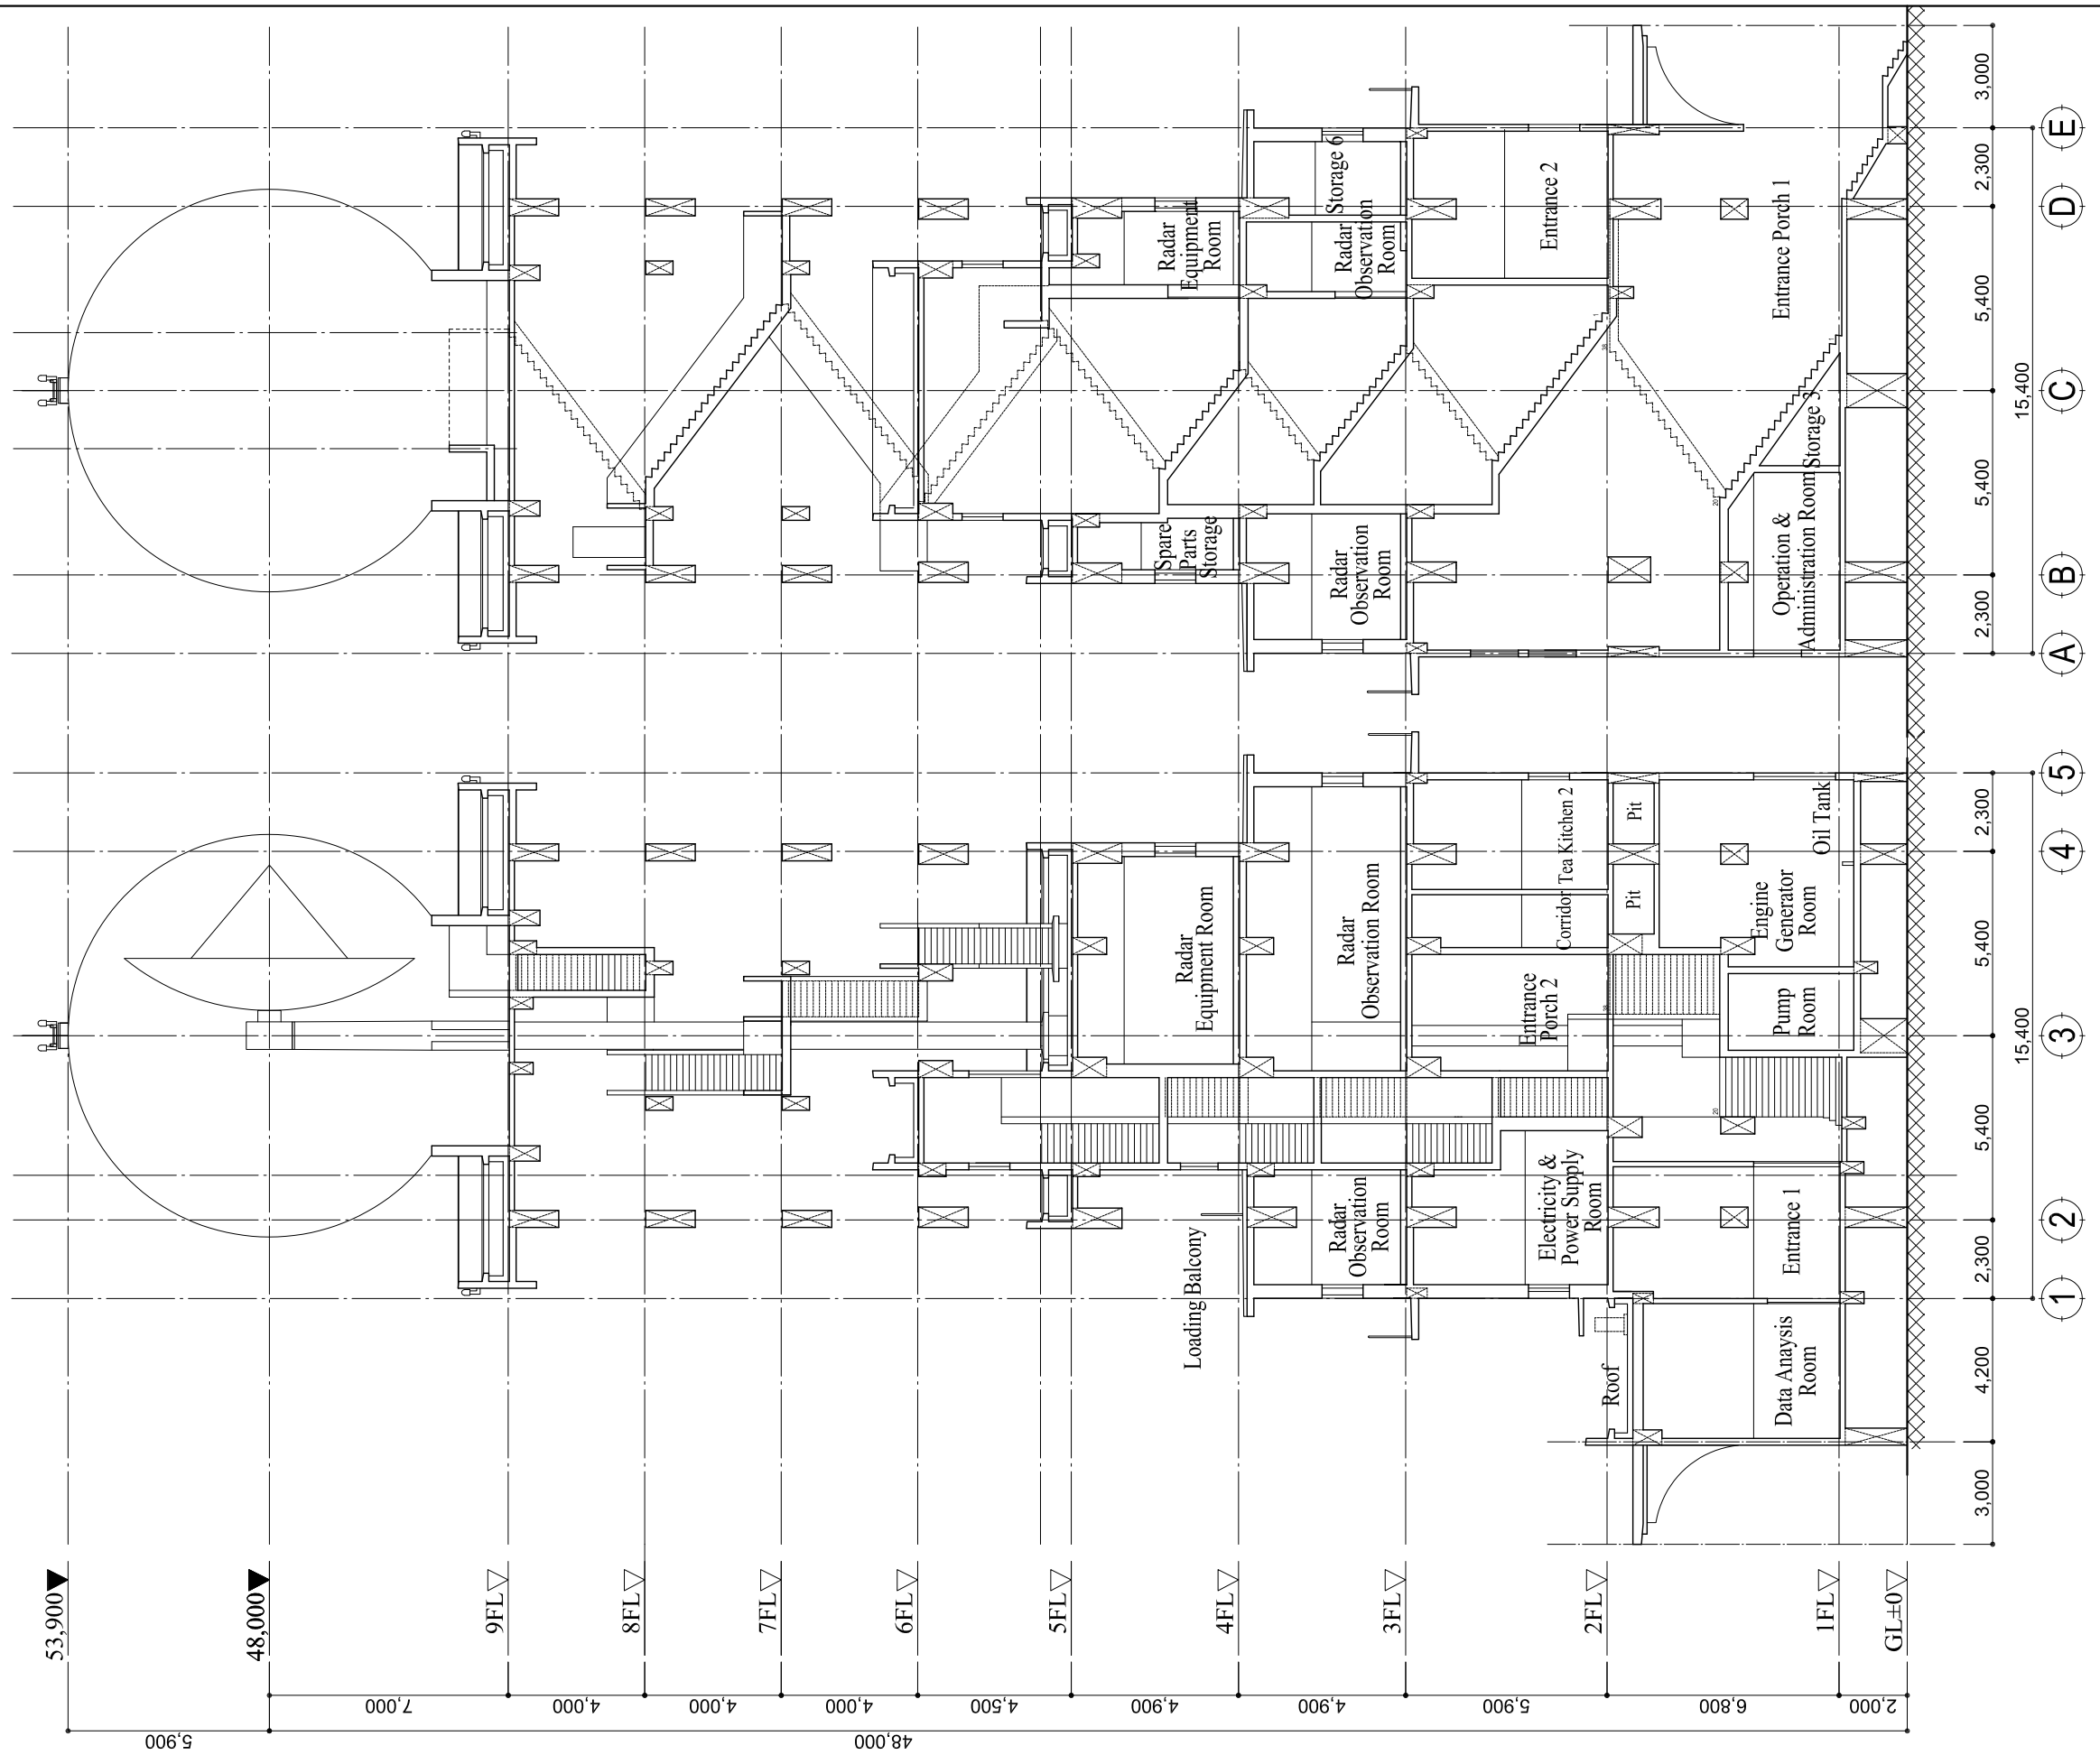 53,900
48,000
9FL
8FL
7FL
6FL
5FL
4FL
3FL
2FL
1FL
GL±0
5,900
48,000
7,000
4,000
4,000
4,000
4,500
4,900
4,900
5,900
6,800
2,000
Loading Balcony
Radar
Observation
Room
Electricity &
Power Supply
Room
Roof
Data Anaysis
Room
Entrance 1
Radar
Equipment Room
Radar
Observation Room
Entrance
Porch 2
Corridor
Tea Kitchen 2
Pit
Pit
Pump
Room
Engine
Generator
Room
Oil Tank
20
18
3,000
4,200
2,300
5,400
5,400
2,300
15,400
1
2
3
4
5
Spare
Parts
Storage
Radar
Equipment
Room
Radar
Observation
Room
Radar
Observation
Room
Storage 6
Entrance 2
Operation &
Administration Room
Storage 3
Entrance Porch 1
20
18
2,300
5,400
5,400
2,300
3,000
15,400
A
B
C
D
E